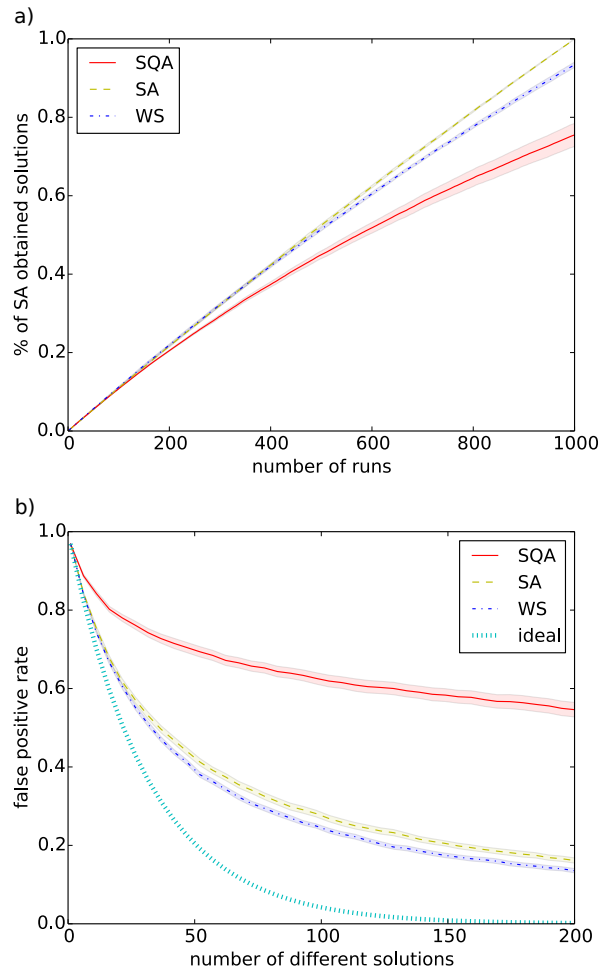 a)
1.0
0.8
0.6
0.4
0.2
0.0
% of SA obtained solutions
SQA
SA
WS
0 200 400 600 800 1000
number of runs
b)
1.0
0.8
0.6
0.4
0.2
0.0
false positive rate
SQA
SA
WS
ideal
0 50 100 150 200
number of different solutions